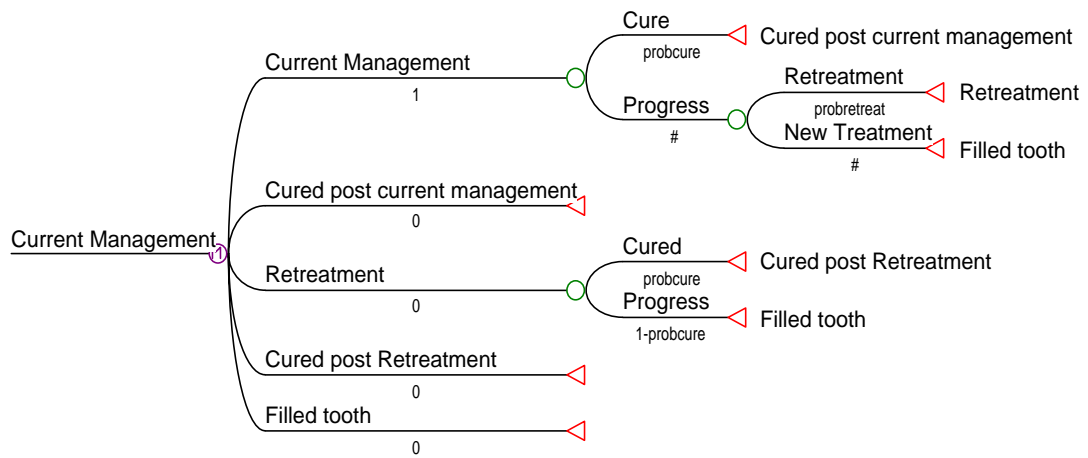 Cure
probcure
Cured post current management
Current Management
1
Retreatment
probretreat
Retreatment
Progress
#
New Treatment
#
Filled tooth
Cured post current management
0
Current Management
1
Cured
probcure
Cured post Retreatment
Retreatment
0
Progress
1-probcure
Filled tooth
Cured post Retreatment
0
Filled tooth
0